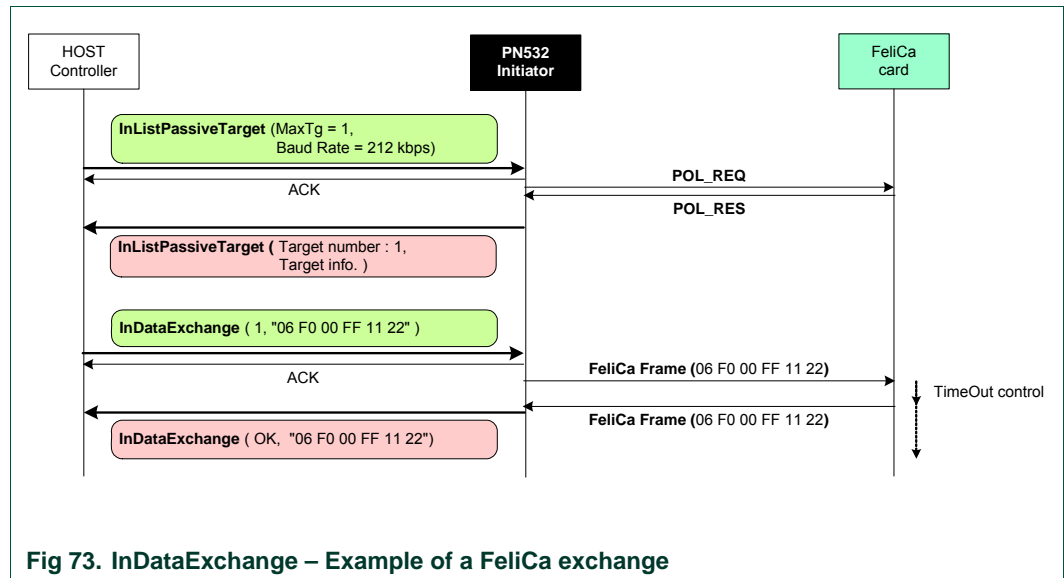 HOST
Controller
PN532
Initiator
FeliCa
card
InListPassiveTarget (MaxTg = 1,
Baud Rate = 212 kbps)
ACK
POL_REQ
POL_RES
InListPassiveTarget ( Target number : 1,
Target info. )
InDataExchange ( 1, "06 F0 00 FF 11 22" )
ACK
FeliCa Frame (06 F0 00 FF 11 22)
TimeOut control
FeliCa Frame (06 F0 00 FF 11 22)
InDataExchange ( OK, "06 F0 00 FF 11 22")
Fig 73. InDataExchange – Example of a FeliCa exchange